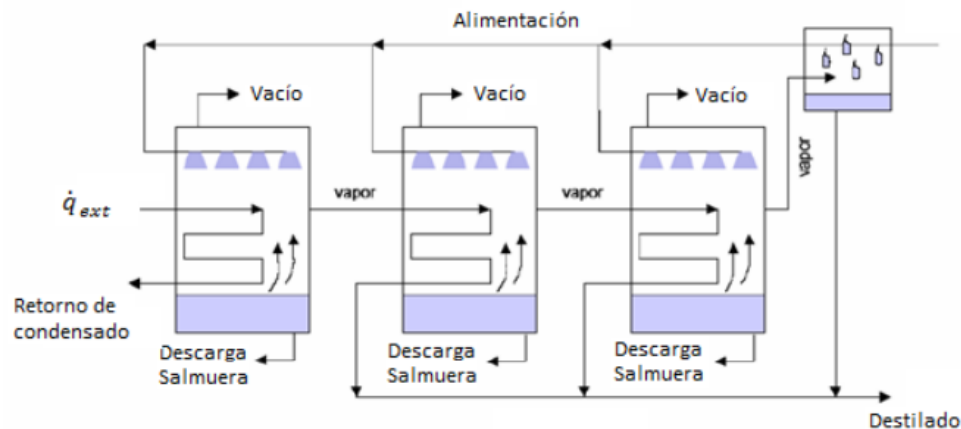 Alimentación
Vacío
Vacío
Vacío
q̇ ext
vapor
vapor
vapor
Retorno de
condensado
Descarga
Salmuera
Descarga
Salmuera
Descarga
Salmuera
Destilado